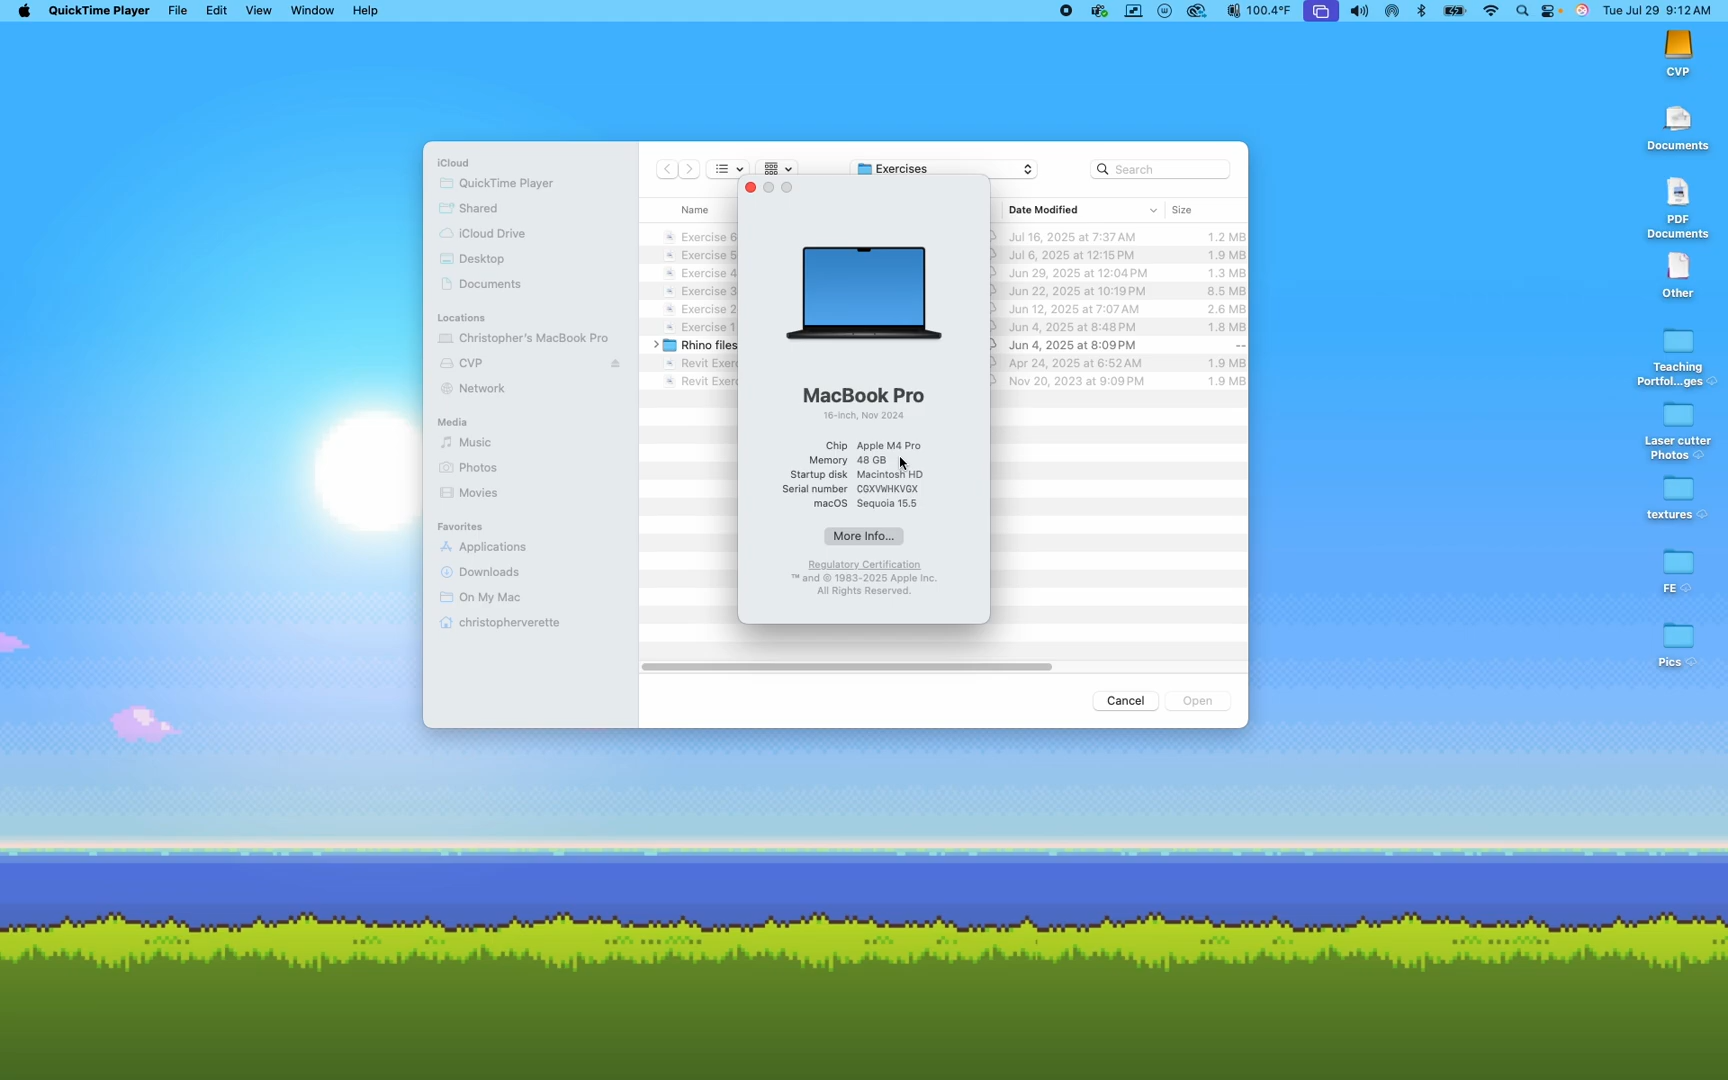 QuickTime Player File Edit View Window Help
100.4°F Tue Jul 29 9:12 AM
iCloud
QuickTime Player
Shared
iCloud Drive
Desktop
Documents
Locations
Christopher's MacBook Pro
CVP
Network
Media
Music
Photos
Movies
Favorites
Applications
Downloads
On My Mac
christopherverette
Exercises
Search
Name Date Modified Size
Exercise 6 Jul 16, 2025 at 7:37 AM 1.2 MB
Exercise 5 Jul 6, 2025 at 12:15 PM 1.9 MB
Exercise 4 Jun 29, 2025 at 12:04 PM 1.3 MB
Exercise 3 Jun 22, 2025 at 10:19 PM 8.5 MB
Exercise 2 Jun 12, 2025 at 7:07 AM 2.6 MB
Exercise 1 Jun 4, 2025 at 8:48 PM 1.8 MB
Rhino files Jun 4, 2025 at 8:09 PM --
Revit Exer Apr 24, 2025 at 6:52 AM 1.9 MB
Revit Exer Nov 20, 2023 at 9:09 PM 1.9 MB
Cancel Open
MacBook Pro
16-inch, Nov 2024
Chip Apple M4 Pro
Memory 48 GB
Startup disk Macintosh HD
Serial number CGXVWHKVGX
macOS Sequoia 15.5
More Info...
Regulatory Certification
™ and © 1983-2025 Apple Inc.
All Rights Reserved.
CVP
Documents
PDF
Documents
Other
Teaching
Portfol...ges
Laser cutter
Photos
textures
FE
Pics